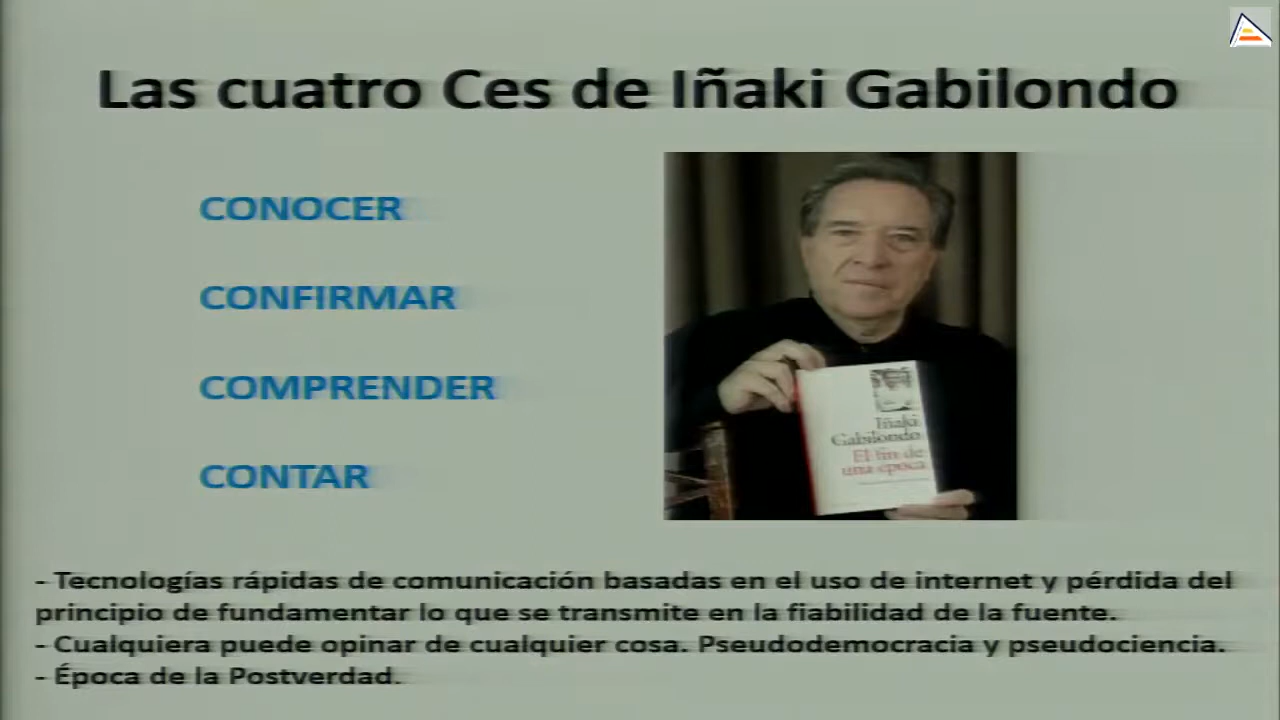 Las cuatro Ces de Iñaki Gabilondo
CONOCER
CONFIRMAR
COMPRENDER
CONTAR
Iñaki
Gabilondo
El fin de
una época
- Tecnologías rápidas de comunicación basadas en el uso de internet y pérdida del
principio de fundamentar lo que se transmite en la fiabilidad de la fuente.
- Cualquiera puede opinar de cualquier cosa. Pseudodemocracia y pseudociencia.
- Época de la Postverdad.